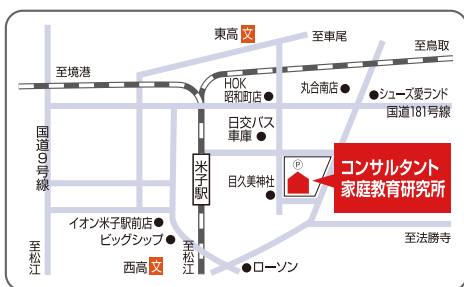 東高 文
至車尾
至鳥取
至境港
HOK
昭和町店
丸合南店
シューズ愛ランド
国道181号線
国道9号線
日交バス
車庫
米子駅
P
コンサルタント
家庭教育研究所
目久美神社
イオン米子駅前店
ビッグシップ
至法勝寺
至松江
西高 文
至松江
ローソン